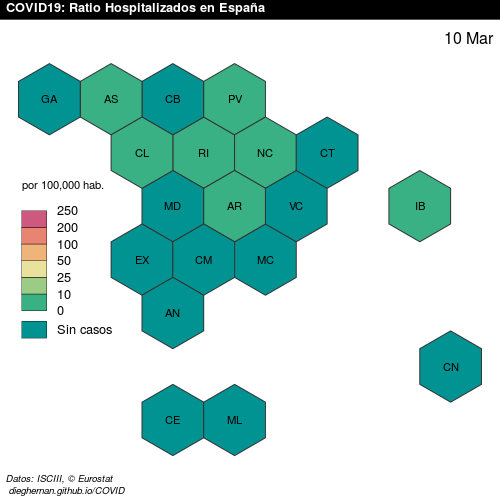 COVID19: Ratio Hospitalizados en España
10 Mar
GA AS CB PV
CL RI NC CT
por 100,000 hab.
MD AR VC IB
250
200
100
50
25
10
0
Sin casos
EX CM MC
AN
CN
CE ML
Datos: ISCIII, © Eurostat
dieghernan.github.io/COVID